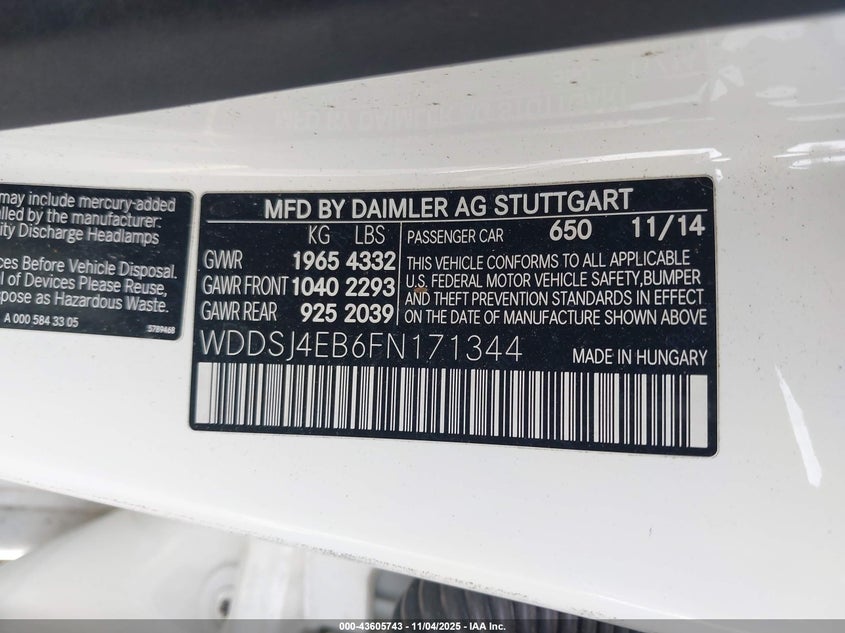 may include mercury-added
lled by the manufacturer:
ity Discharge Headlamps
ces Before Vehicle Disposal.
l of Devices Please Reuse,
spose as Hazardous Waste.
A 000 584 33 05
5789468
MFD BY DAIMLER AG STUTTGART
KG LBS
GVWR 1965 4332
GAWR FRONT 1040 2293
GAWR REAR 925 2039
PASSENGER CAR 650 11/14
THIS VEHICLE CONFORMS TO ALL APPLICABLE
U.S. FEDERAL MOTOR VEHICLE SAFETY,BUMPER
AND THEFT PREVENTION STANDARDS IN EFFECT
ON THE DATE OF MANUFACTURE SHOWN ABOVE
WDDSJ4EB6FN171344
MADE IN HUNGARY
000-43605743 - 11/04/2025 - IAA Inc.